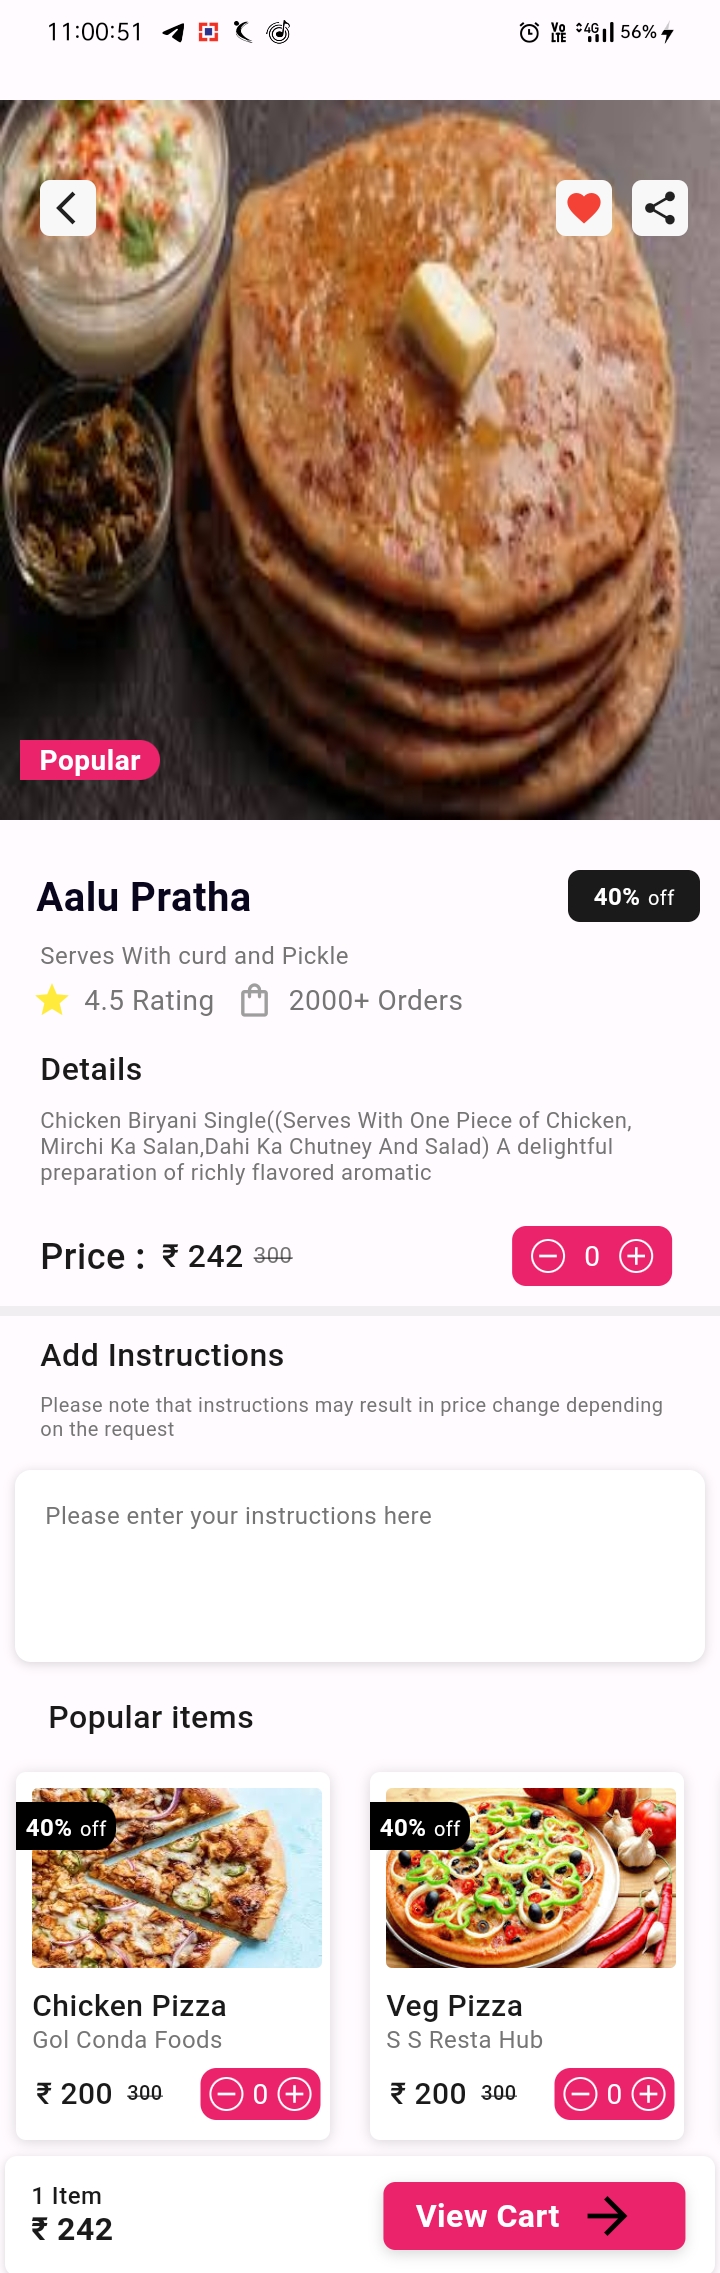 11:00:51
Vo LTE 4G 56%
Popular
Aalu Pratha
40% off
Serves With curd and Pickle
4.5 Rating 2000+ Orders
Details
Chicken Biryani Single((Serves With One Piece of Chicken,
Mirchi Ka Salan,Dahi Ka Chutney And Salad) A delightful
preparation of richly flavored aromatic
Price : ₹ 242 300
0
Add Instructions
Please note that instructions may result in price change depending
on the request
Please enter your instructions here
Popular items
40% off
Chicken Pizza
Gol Conda Foods
₹ 200 300 0
40% off
Veg Pizza
S S Resta Hub
₹ 200 300 0
1 Item
₹ 242
View Cart